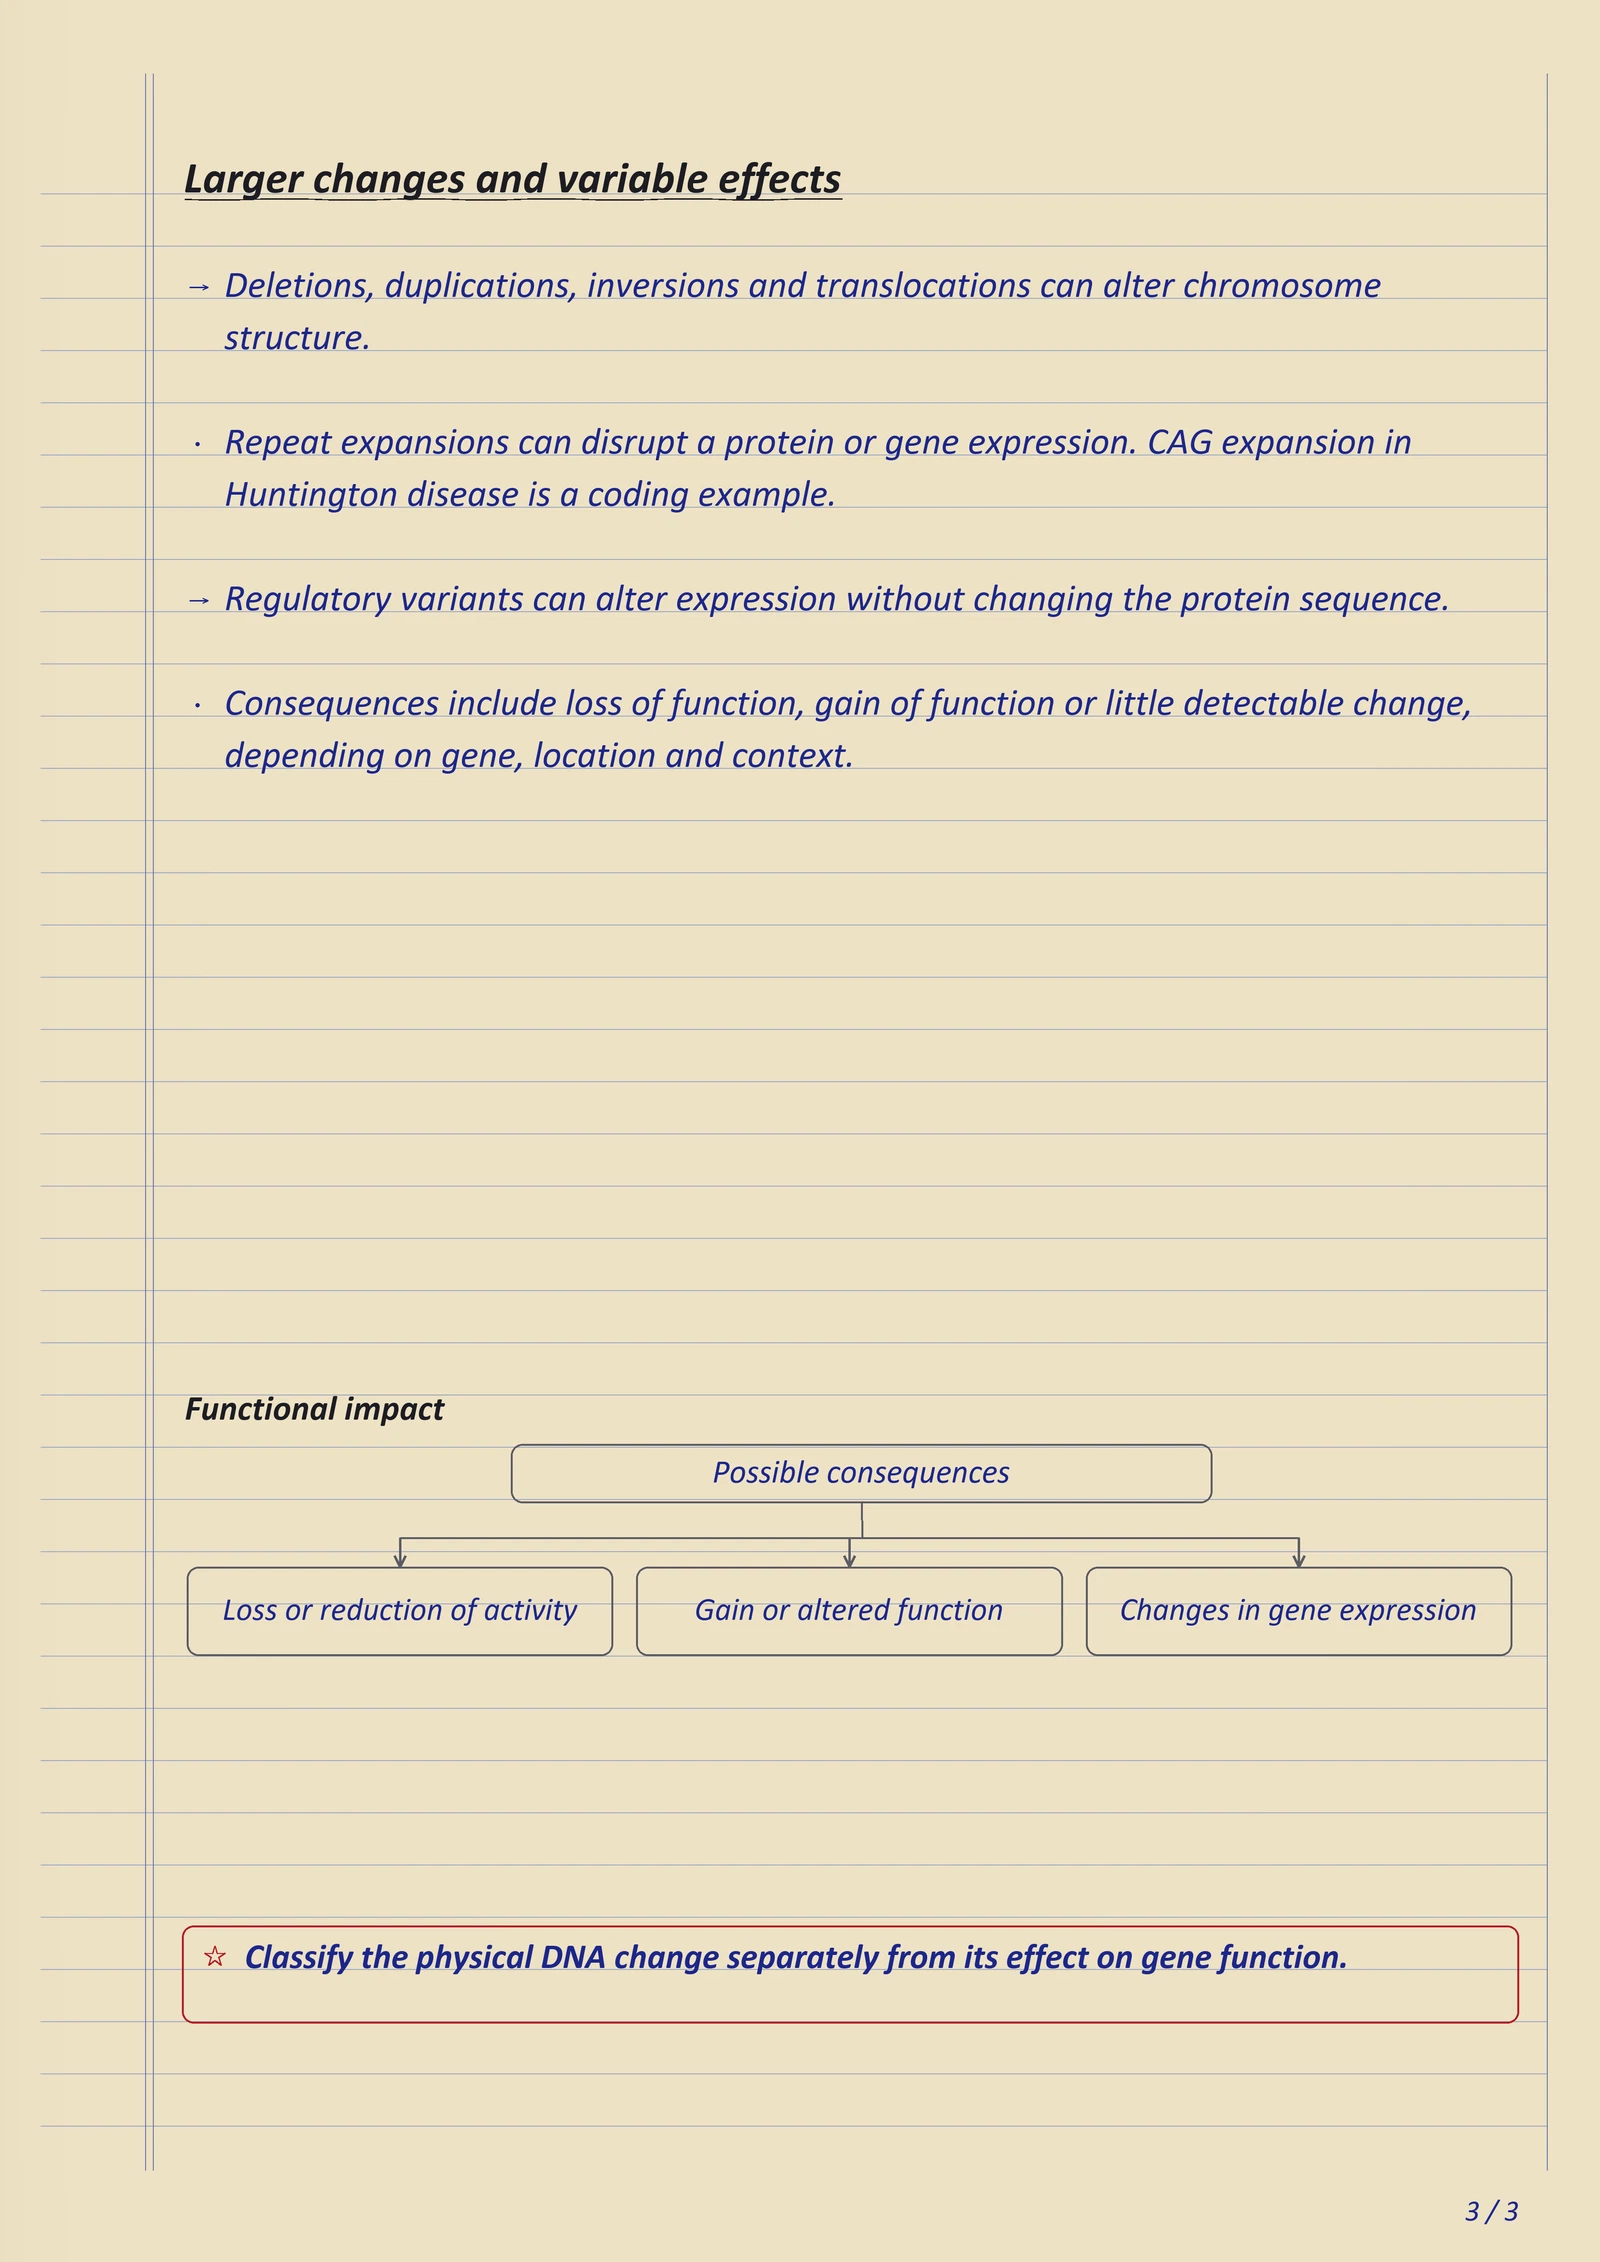 Larger changes and variable effects
→ Deletions, duplications, inversions and translocations can alter chromosome
structure.
· Repeat expansions can disrupt a protein or gene expression. CAG expansion in
Huntington disease is a coding example.
→ Regulatory variants can alter expression without changing the protein sequence.
· Consequences include loss of function, gain of function or little detectable change,
depending on gene, location and context.
Functional impact
Possible consequences
Loss or reduction of activity
Gain or altered function
Changes in gene expression
☆ Classify the physical DNA change separately from its effect on gene function.
3 / 3